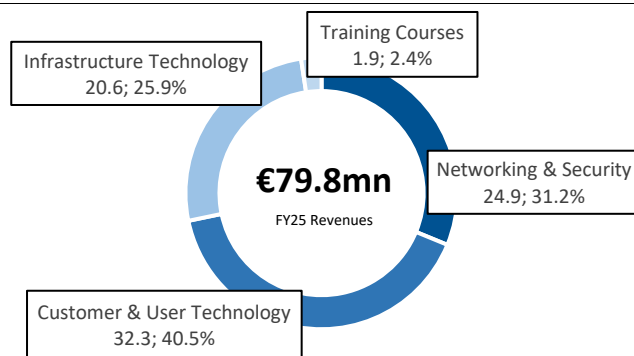 Training Courses
1.9; 2.4%
Infrastructure Technology
20.6; 25.9%
€79.8mn
FY25 Revenues
Networking & Security
24.9; 31.2%
Customer & User Technology
32.3; 40.5%